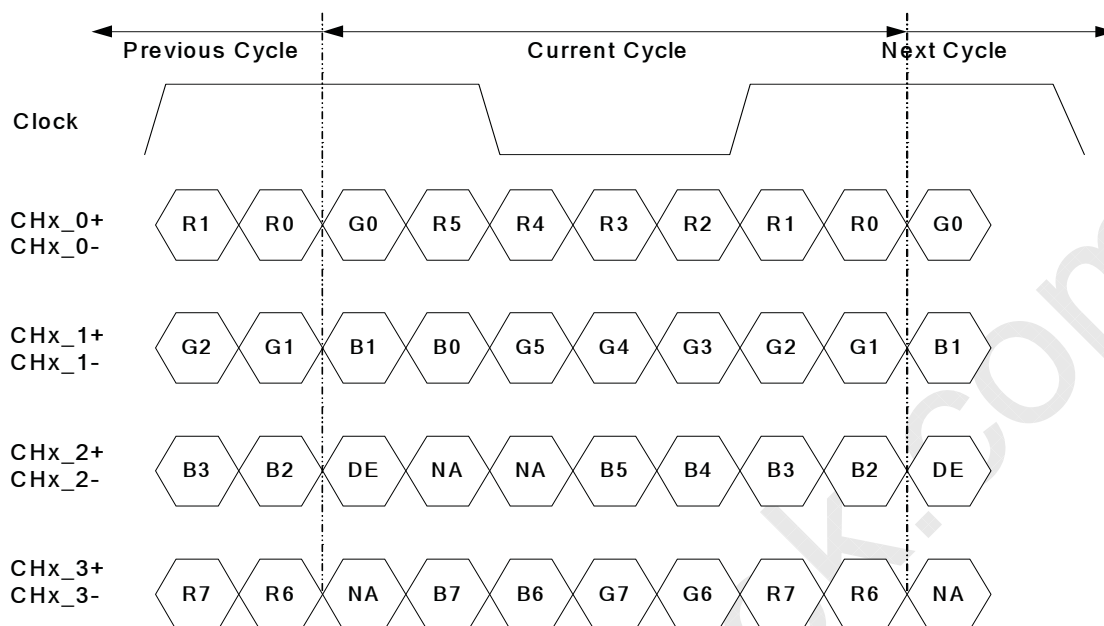 Previous Cycle Current Cycle Next Cycle
Clock
CHx_0+
CHx_0-
R1 R0 G0 R5 R4 R3 R2 R1 R0 G0
CHx_1+
CHx_1-
G2 G1 B1 B0 G5 G4 G3 G2 G1 B1
CHx_2+
CHx_2-
B3 B2 DE NA NA B5 B4 B3 B2 DE
CHx_3+
CHx_3-
R7 R6 NA B7 B6 G7 G6 R7 R6 NA
k.com